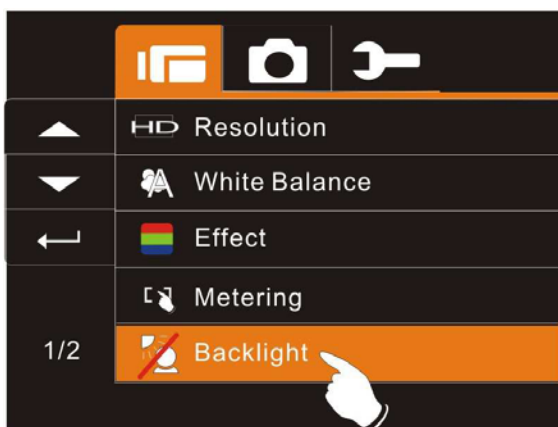 HD Resolution
A White Balance
Effect
Metering
1/2 Backlight